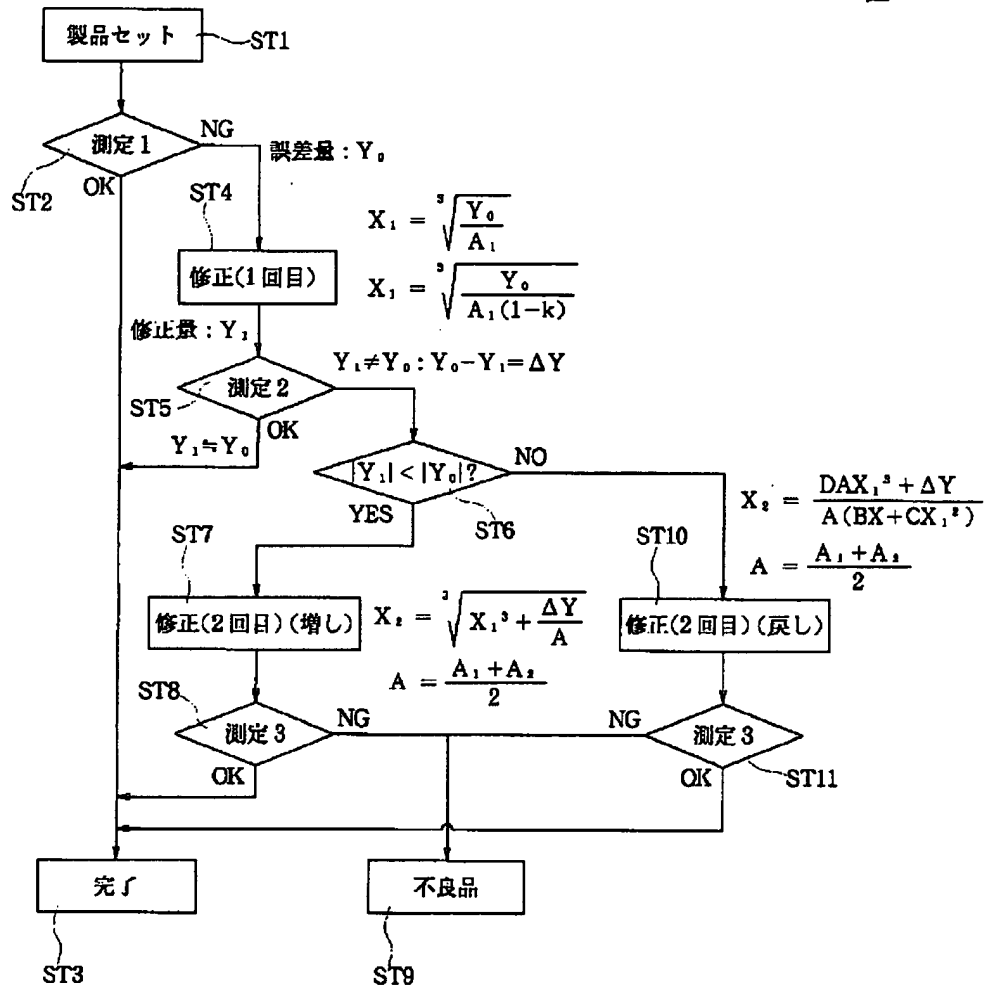 製品セット
ST1
測定1
NG
ST2
OK
誤差量:Y₀
ST4
X₁ = ³√(Y₀/A₁)
修正(1回目)
X₁ = ³√(Y₀/A₁(1-k))
修正量:Y₁
Y₁≠Y₀:Y₀-Y₁=ΔY
測定2
ST5
OK
Y₁≒Y₀
|Y₁|<|Y₀|?
NO
YES
ST6
X₂ = (DAX₁³+ΔY)/(A(BX+CX₁²))
A = (A₁+A₂)/2
ST7
ST10
修正(2回目)(増し)
X₂ = ³√(X₁³+ΔY/A)
修正(2回目)(戻し)
A = (A₁+A₂)/2
ST8
測定3
NG
NG
測定3
OK
OK
ST11
完了
不良品
ST3
ST9